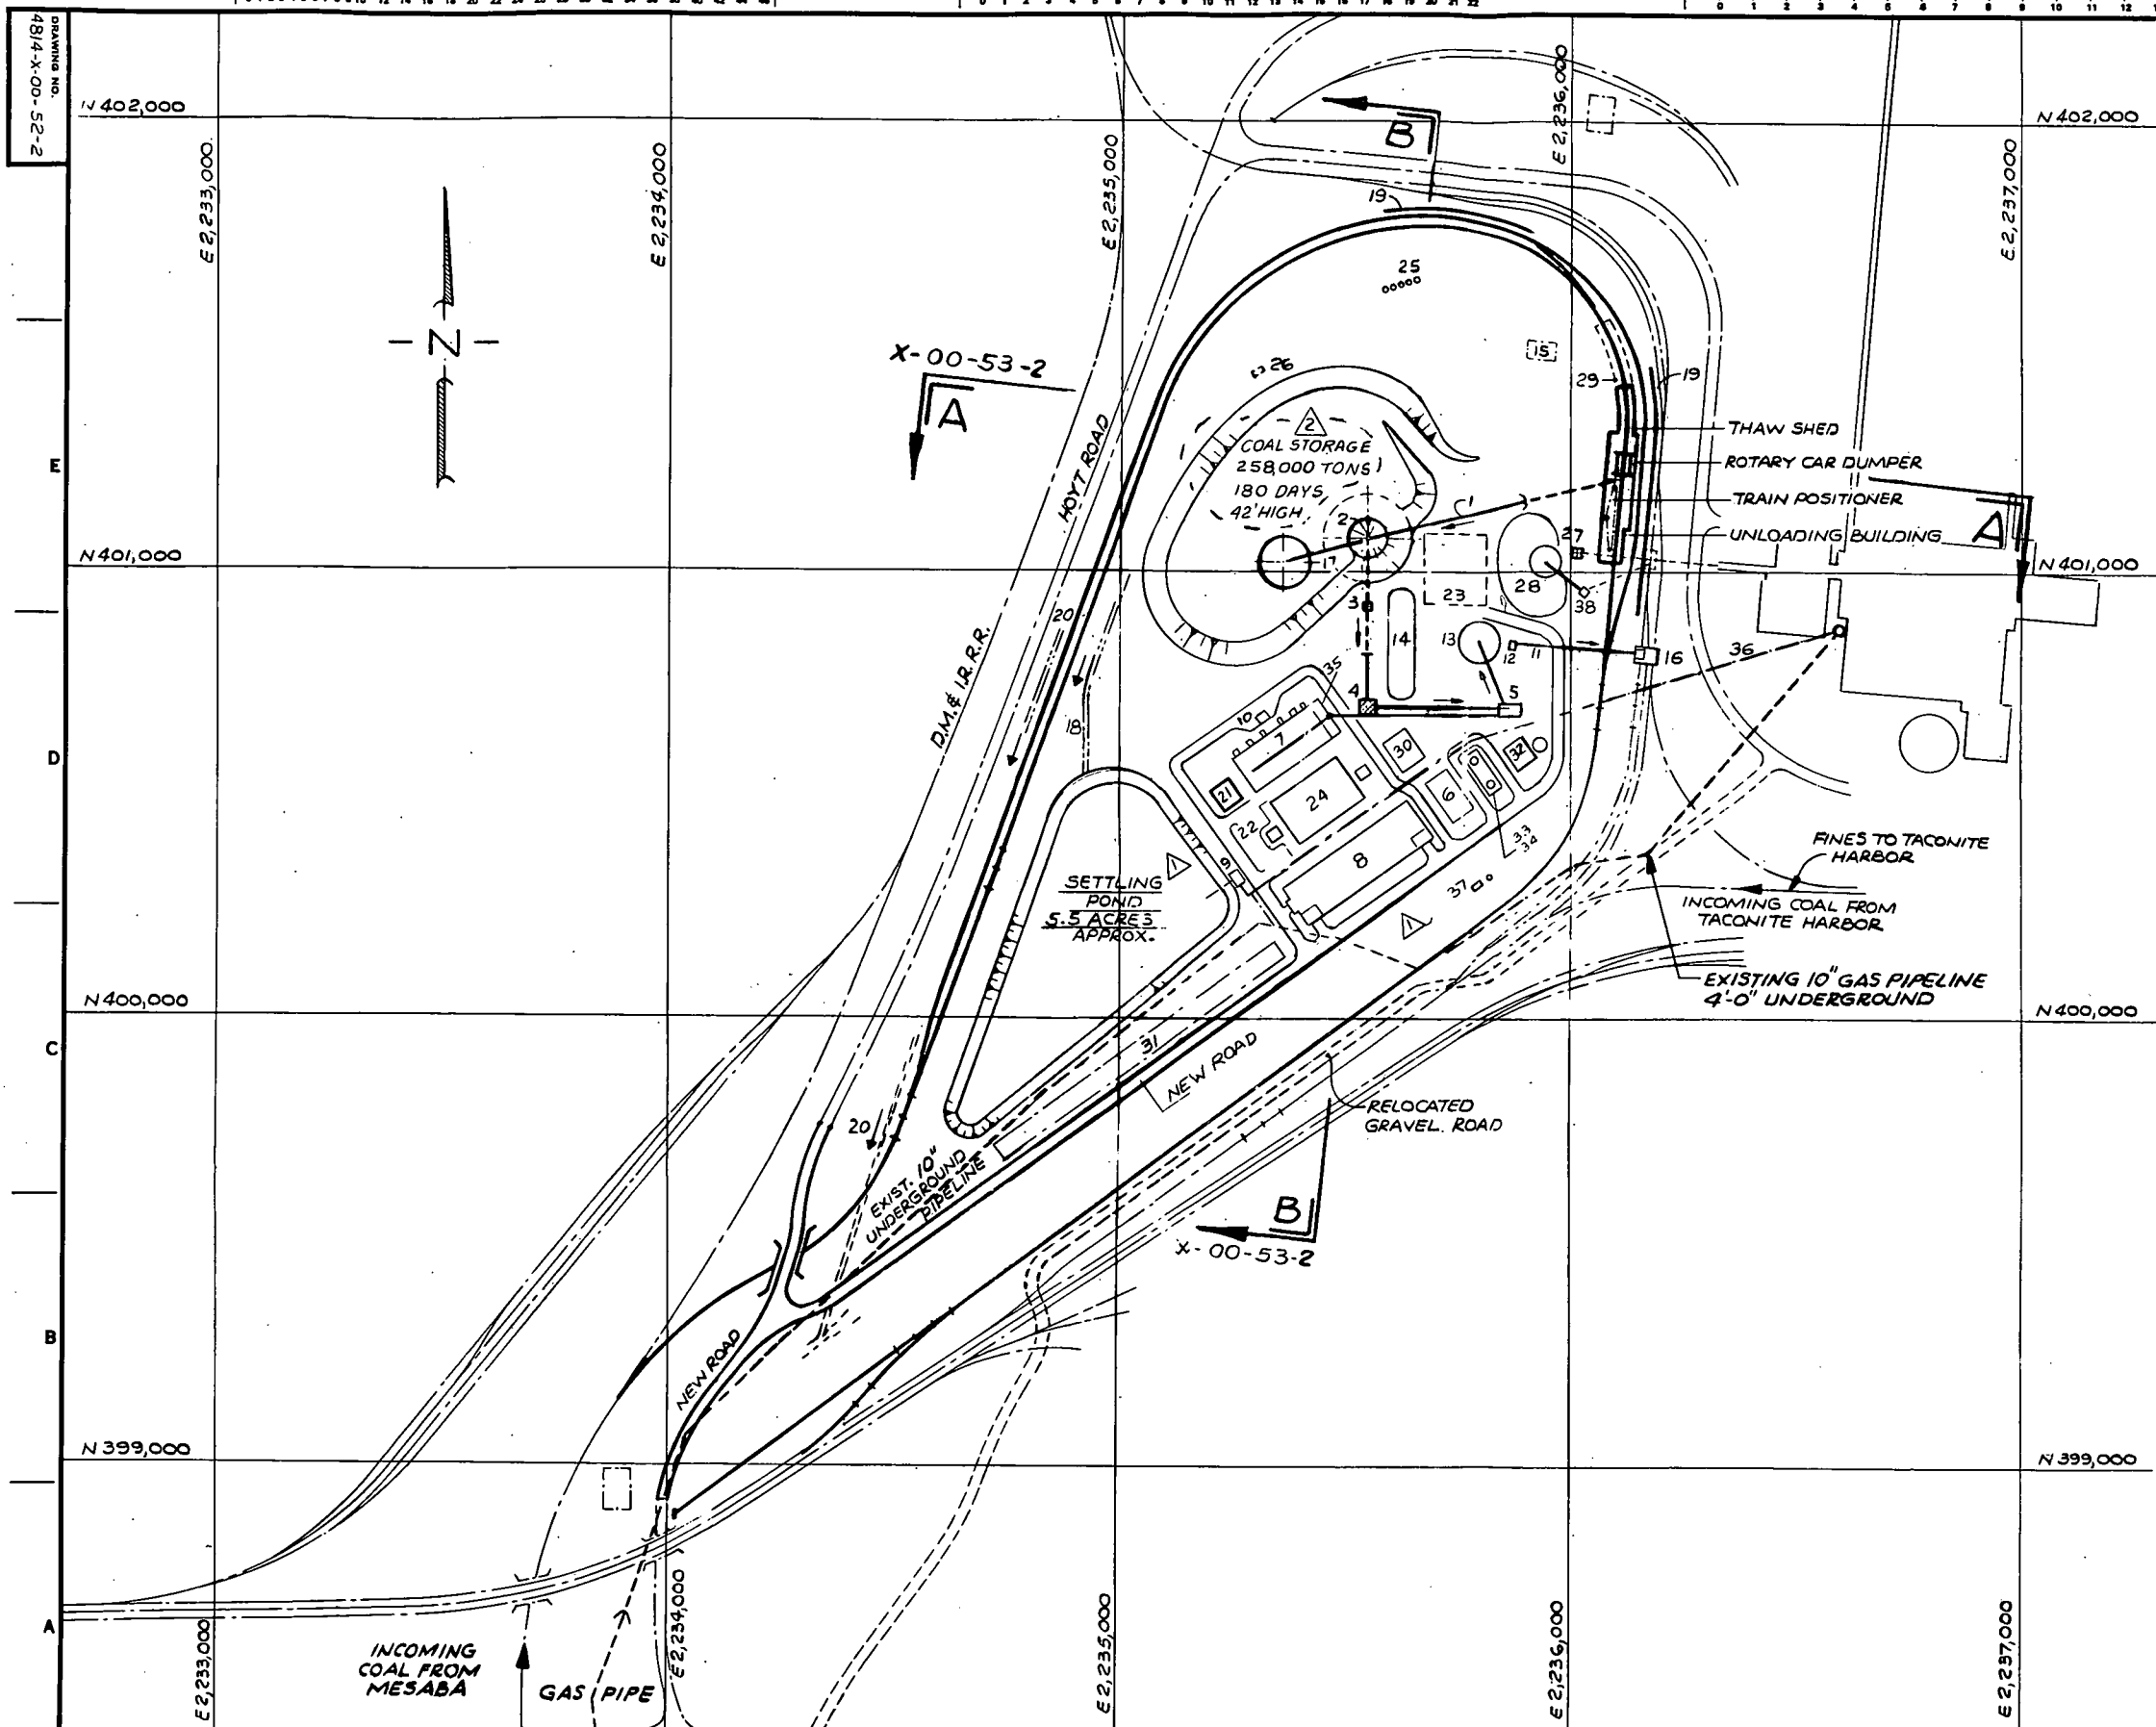 DRAWING NO.
4814-X-00-52-2
N 402,000
N 402,000
E 2,233,000
E 2,234,000
E 2,235,000
E 2,236,000
E 2,237,000
N
B
19
25
X-00-53-2
A
26
15
29
19
2
COAL STORAGE
258,000 TONS
180 DAYS
42' HIGH
THAW SHED
ROTARY CAR DUMPER
TRAIN POSITIONER
UNLOADING BUILDING
A
HOYT ROAD
D.M. & I.R. R.R.
E
1
2
17
27
28
38
23
N 401,000
N 401,000
3
14
13
12
11
16
36
20
18
35
4
5
10
7
30
32
21
24
6
22
33
34
9
8
37
D
SETTLING
POND
5.5 ACRES
APPROX.
1
1
FINES TO TACONITE
HARBOR
INCOMING COAL FROM
TACONITE HARBOR
EXISTING 10" GAS PIPELINE
4'-0" UNDERGROUND
N 400,000
N 400,000
C
31
NEW ROAD
RELOCATED
GRAVEL ROAD
20
EXIST. 10"
UNDERGROUND
PIPELINE
B
X-00-53-2
B
NEW ROAD
N 399,000
N 399,000
A
INCOMING
COAL FROM
MESABA
GAS PIPE
E 2,233,000
E 2,234,000
E 2,235,000
E 2,236,000
E 2,237,000